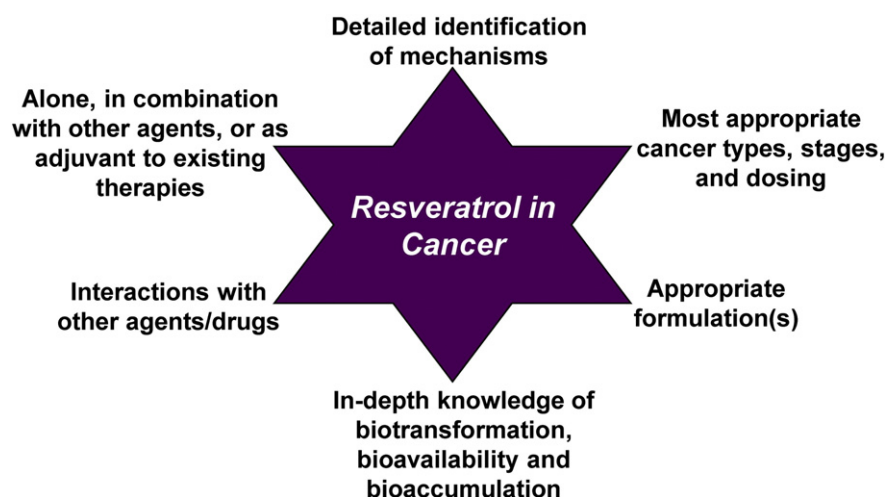 Detailed identification
of mechanisms
Alone, in combination
with other agents, or as
adjuvant to existing
therapies
Most appropriate
cancer types, stages,
and dosing
Resveratrol in
Cancer
Interactions with
other agents/drugs
Appropriate
formulation(s)
In-depth knowledge of
biotransformation,
bioavailability and
bioaccumulation